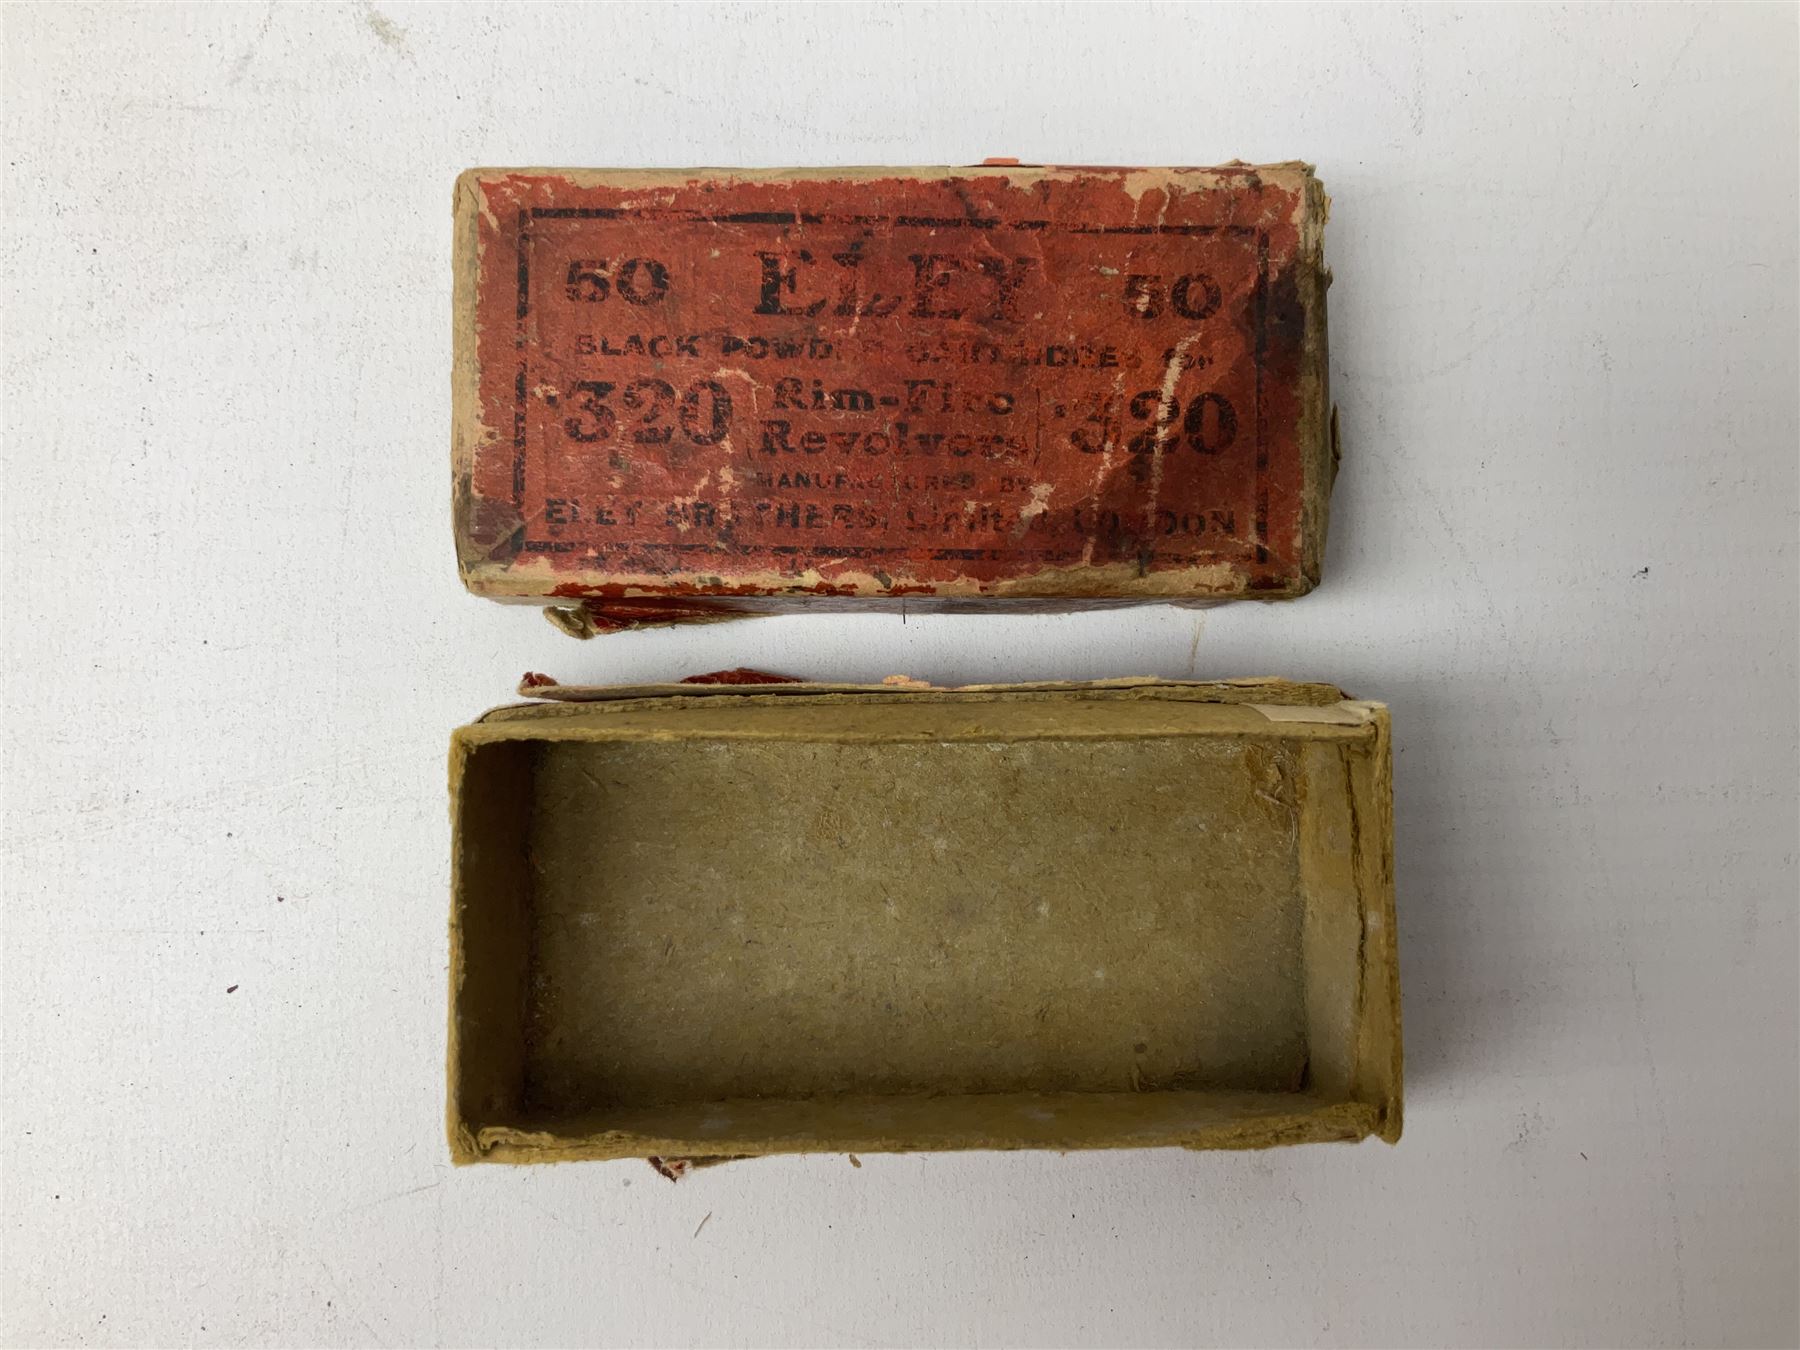 50 ELEY 50
BLACK POWDER CARTRIDGES for
·320 Rim-Fire ·320
Revolvers
MANUFACTURED BY
ELEY BROTHERS, Limited, LONDON